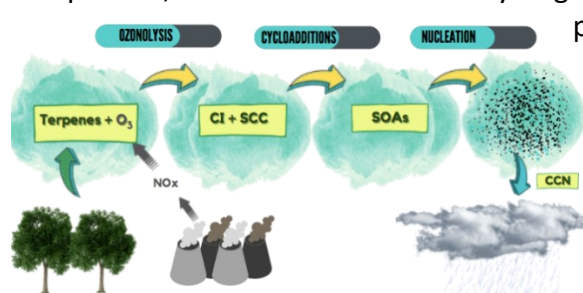 OZONOLYSIS
CYCLOADDITIONS
NUCLEATION
Terpenes + O3
CI + SCC
SOAs
NOx
CCN